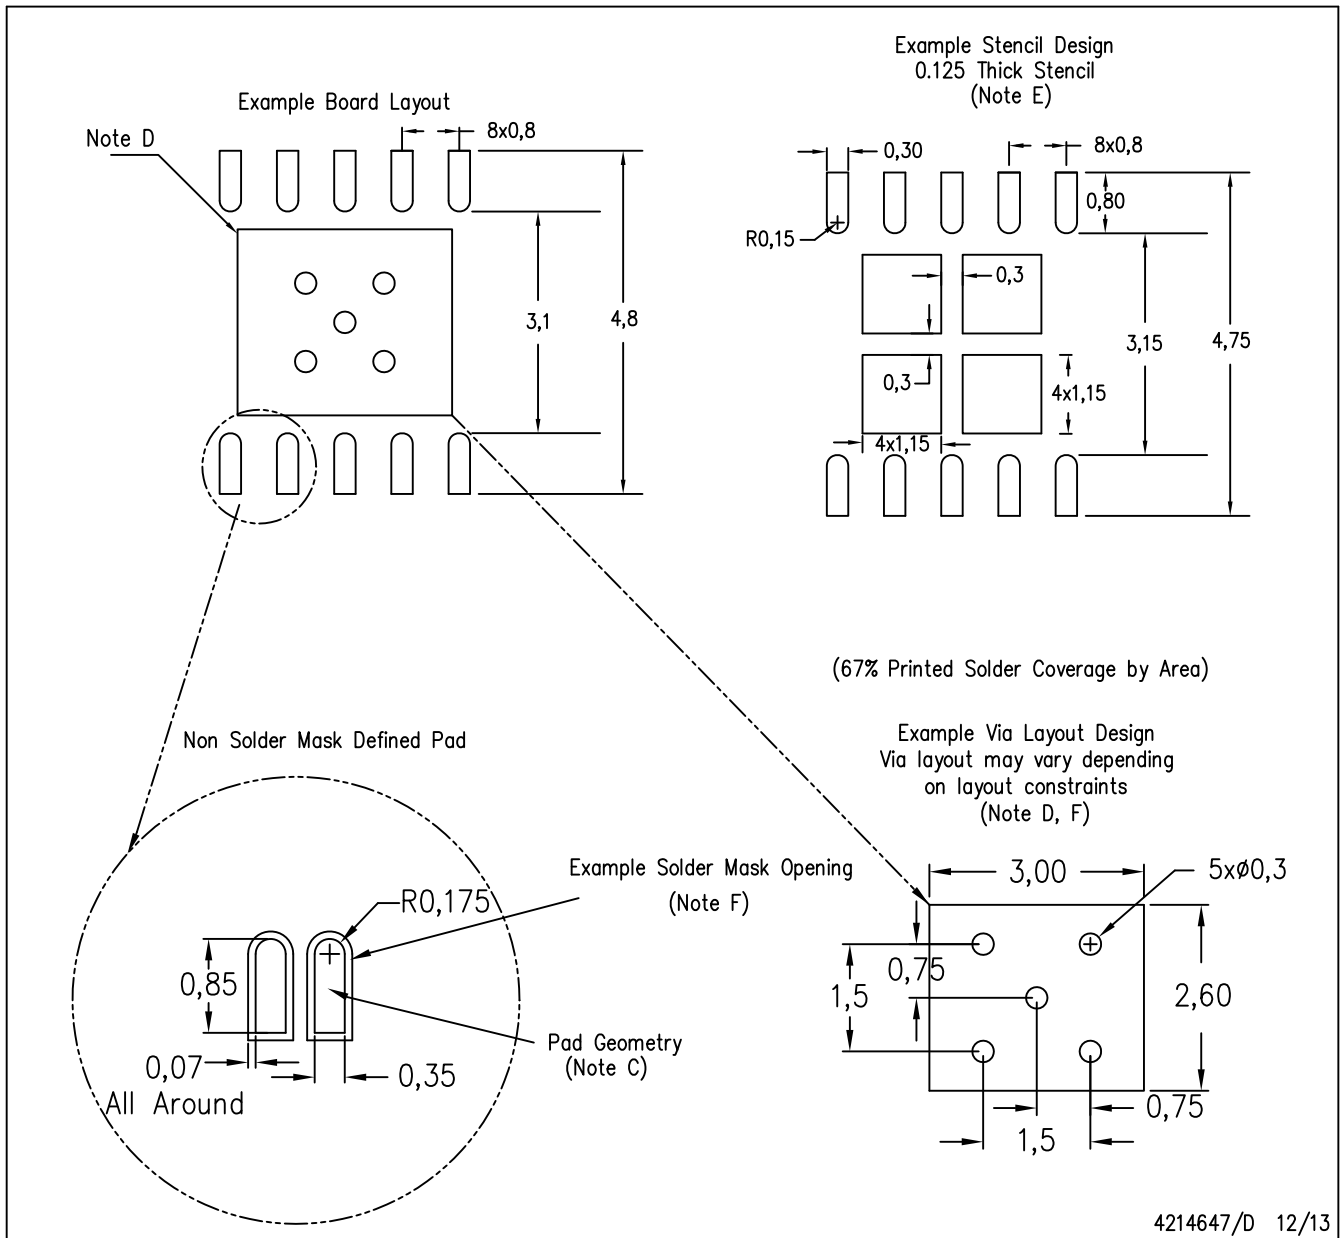 Example Stencil Design
0.125 Thick Stencil
(Note E)
Example Board Layout
Note D
8x0,8
3,1
4,8
0,30
8x0,8
0,80
R0,15
0,3
0,3
4x1,15
4x1,15
3,15
4,75
(67% Printed Solder Coverage by Area)
Non Solder Mask Defined Pad
Example Via Layout Design
Via layout may vary depending
on layout constraints
(Note D, F)
Example Solder Mask Opening
(Note F)
R0,175
0,85
0,07
All Around
0,35
Pad Geometry
(Note C)
3,00
5xø0,3
0,75
1,5
2,60
0,75
1,5
4214647/D 12/13